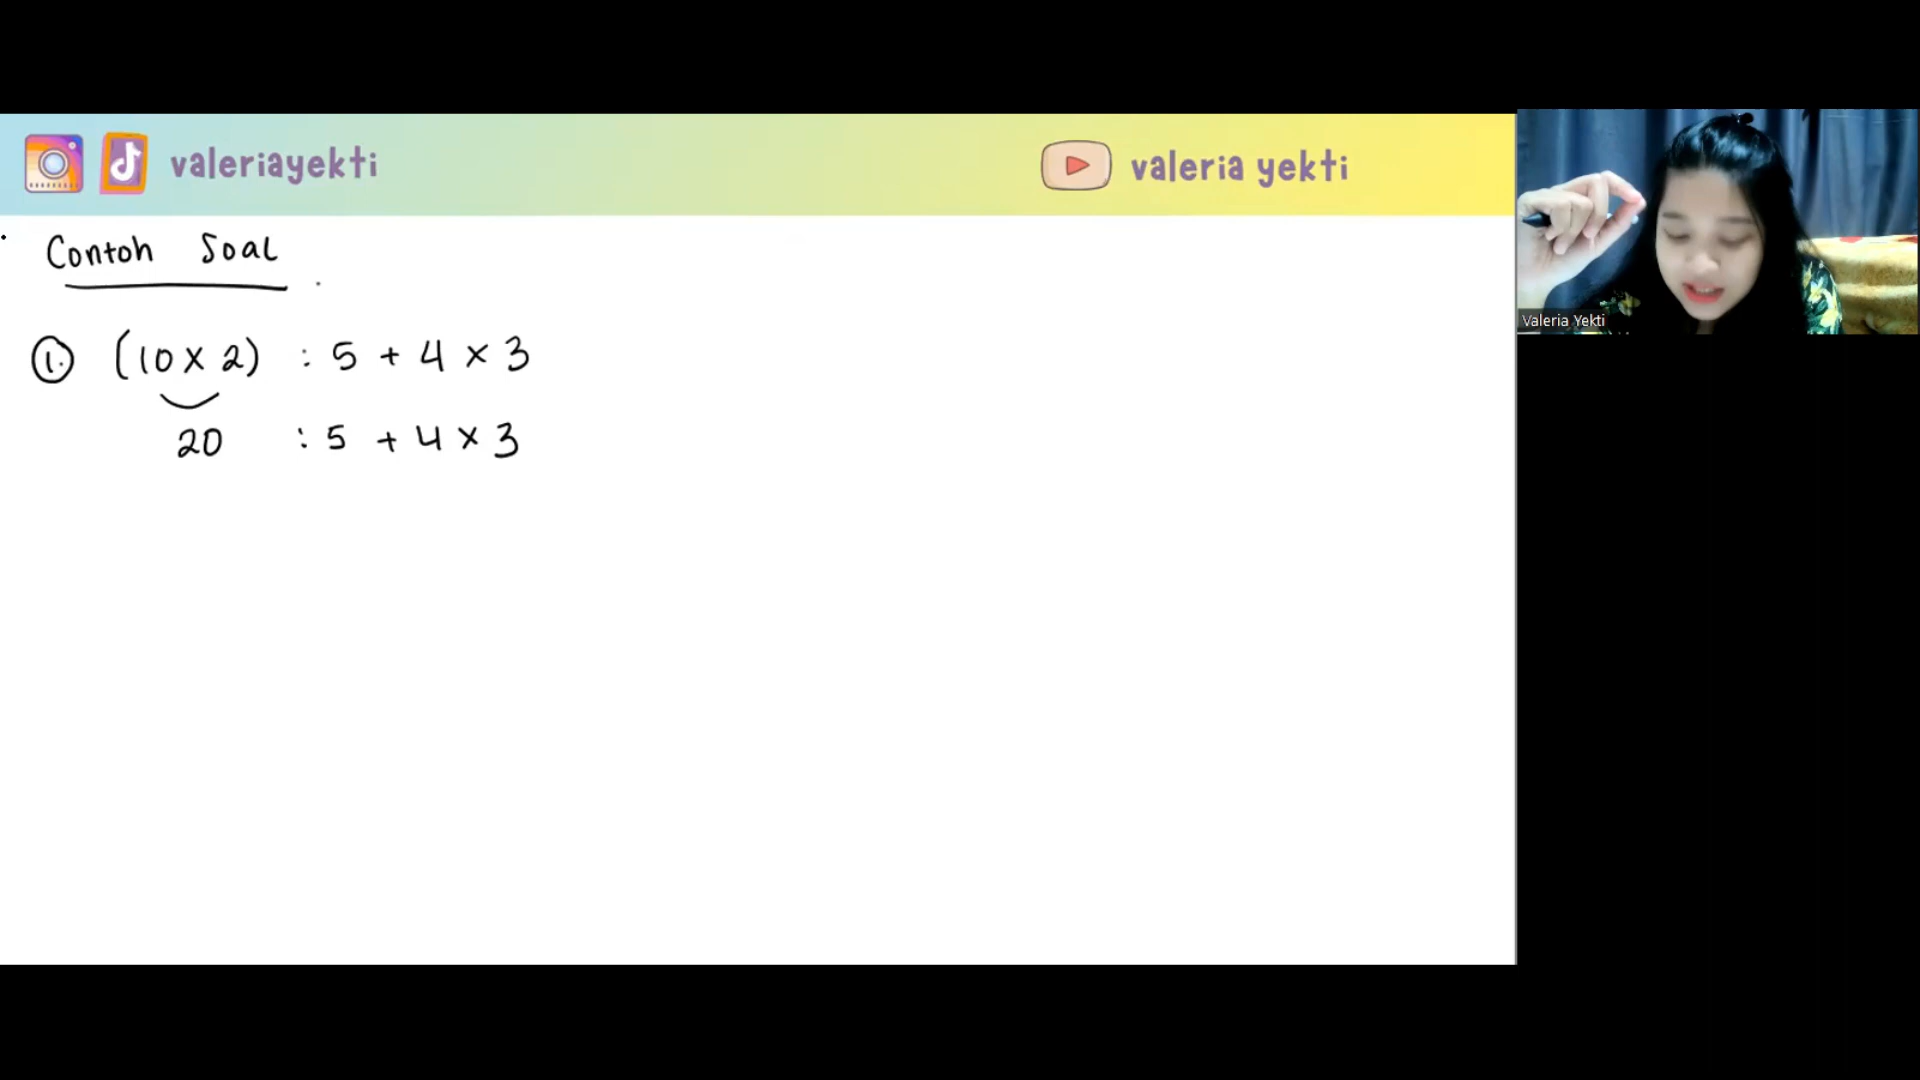 valeriayekti
valeria yekti
Contoh Soal
1. (10 x 2) : 5 + 4 x 3
20 : 5 + 4 x 3
Valeria Yekti